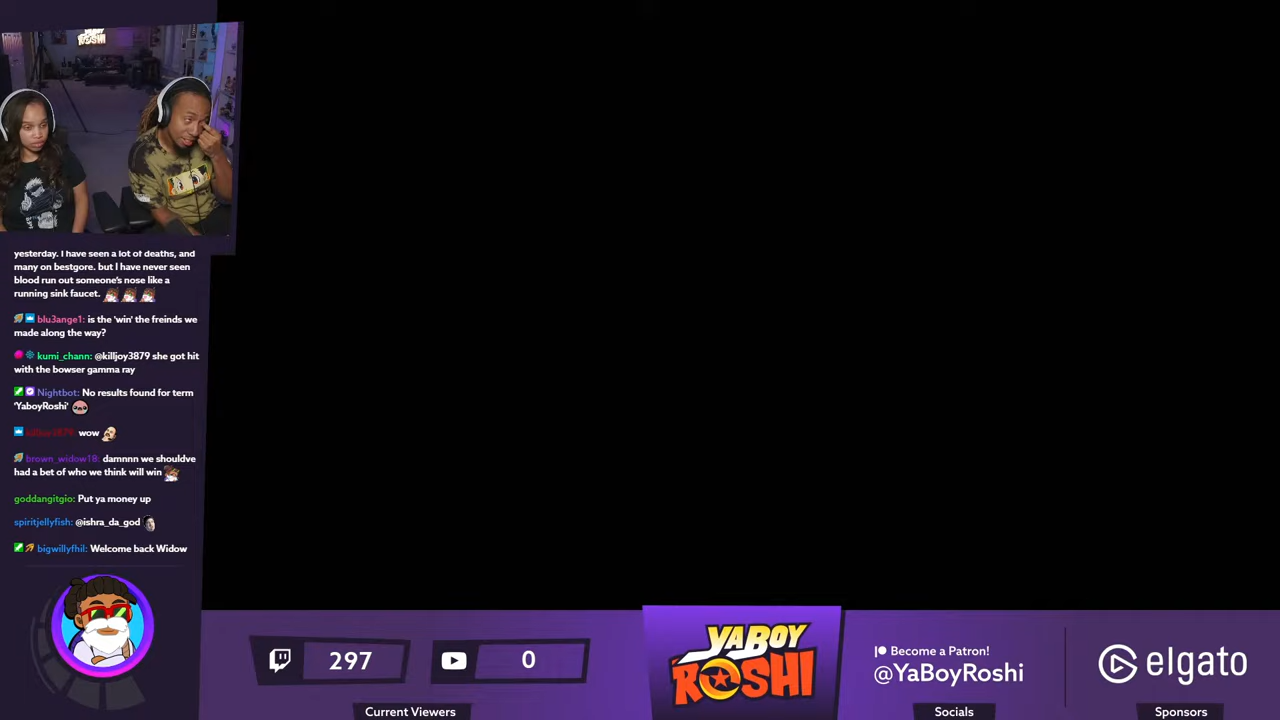 YABOY
ROSHI
yesterday. I have seen a lot of deaths, and
many on bestgore. but I have never seen
blood run out someone's nose like a
running sink faucet.
blu3ange1: is the 'win' the freinds we
made along the way?
kumi_chann: @killjoy3879 she got hit
with the bowser gamma ray
Nightbot: No results found for term
'YaboyRoshi'
killjoy3879: wow
brown_widow18: damnnn we shouldve
had a bet of who we think will win
goddangitgio: Put ya money up
spiritjellyfish: @ishra_da_god
bigwillyfhil: Welcome back Widow
297
0
Current Viewers
YABOY
ROSHI
Become a Patron!
@YaBoyRoshi
Socials
elgato
Sponsors